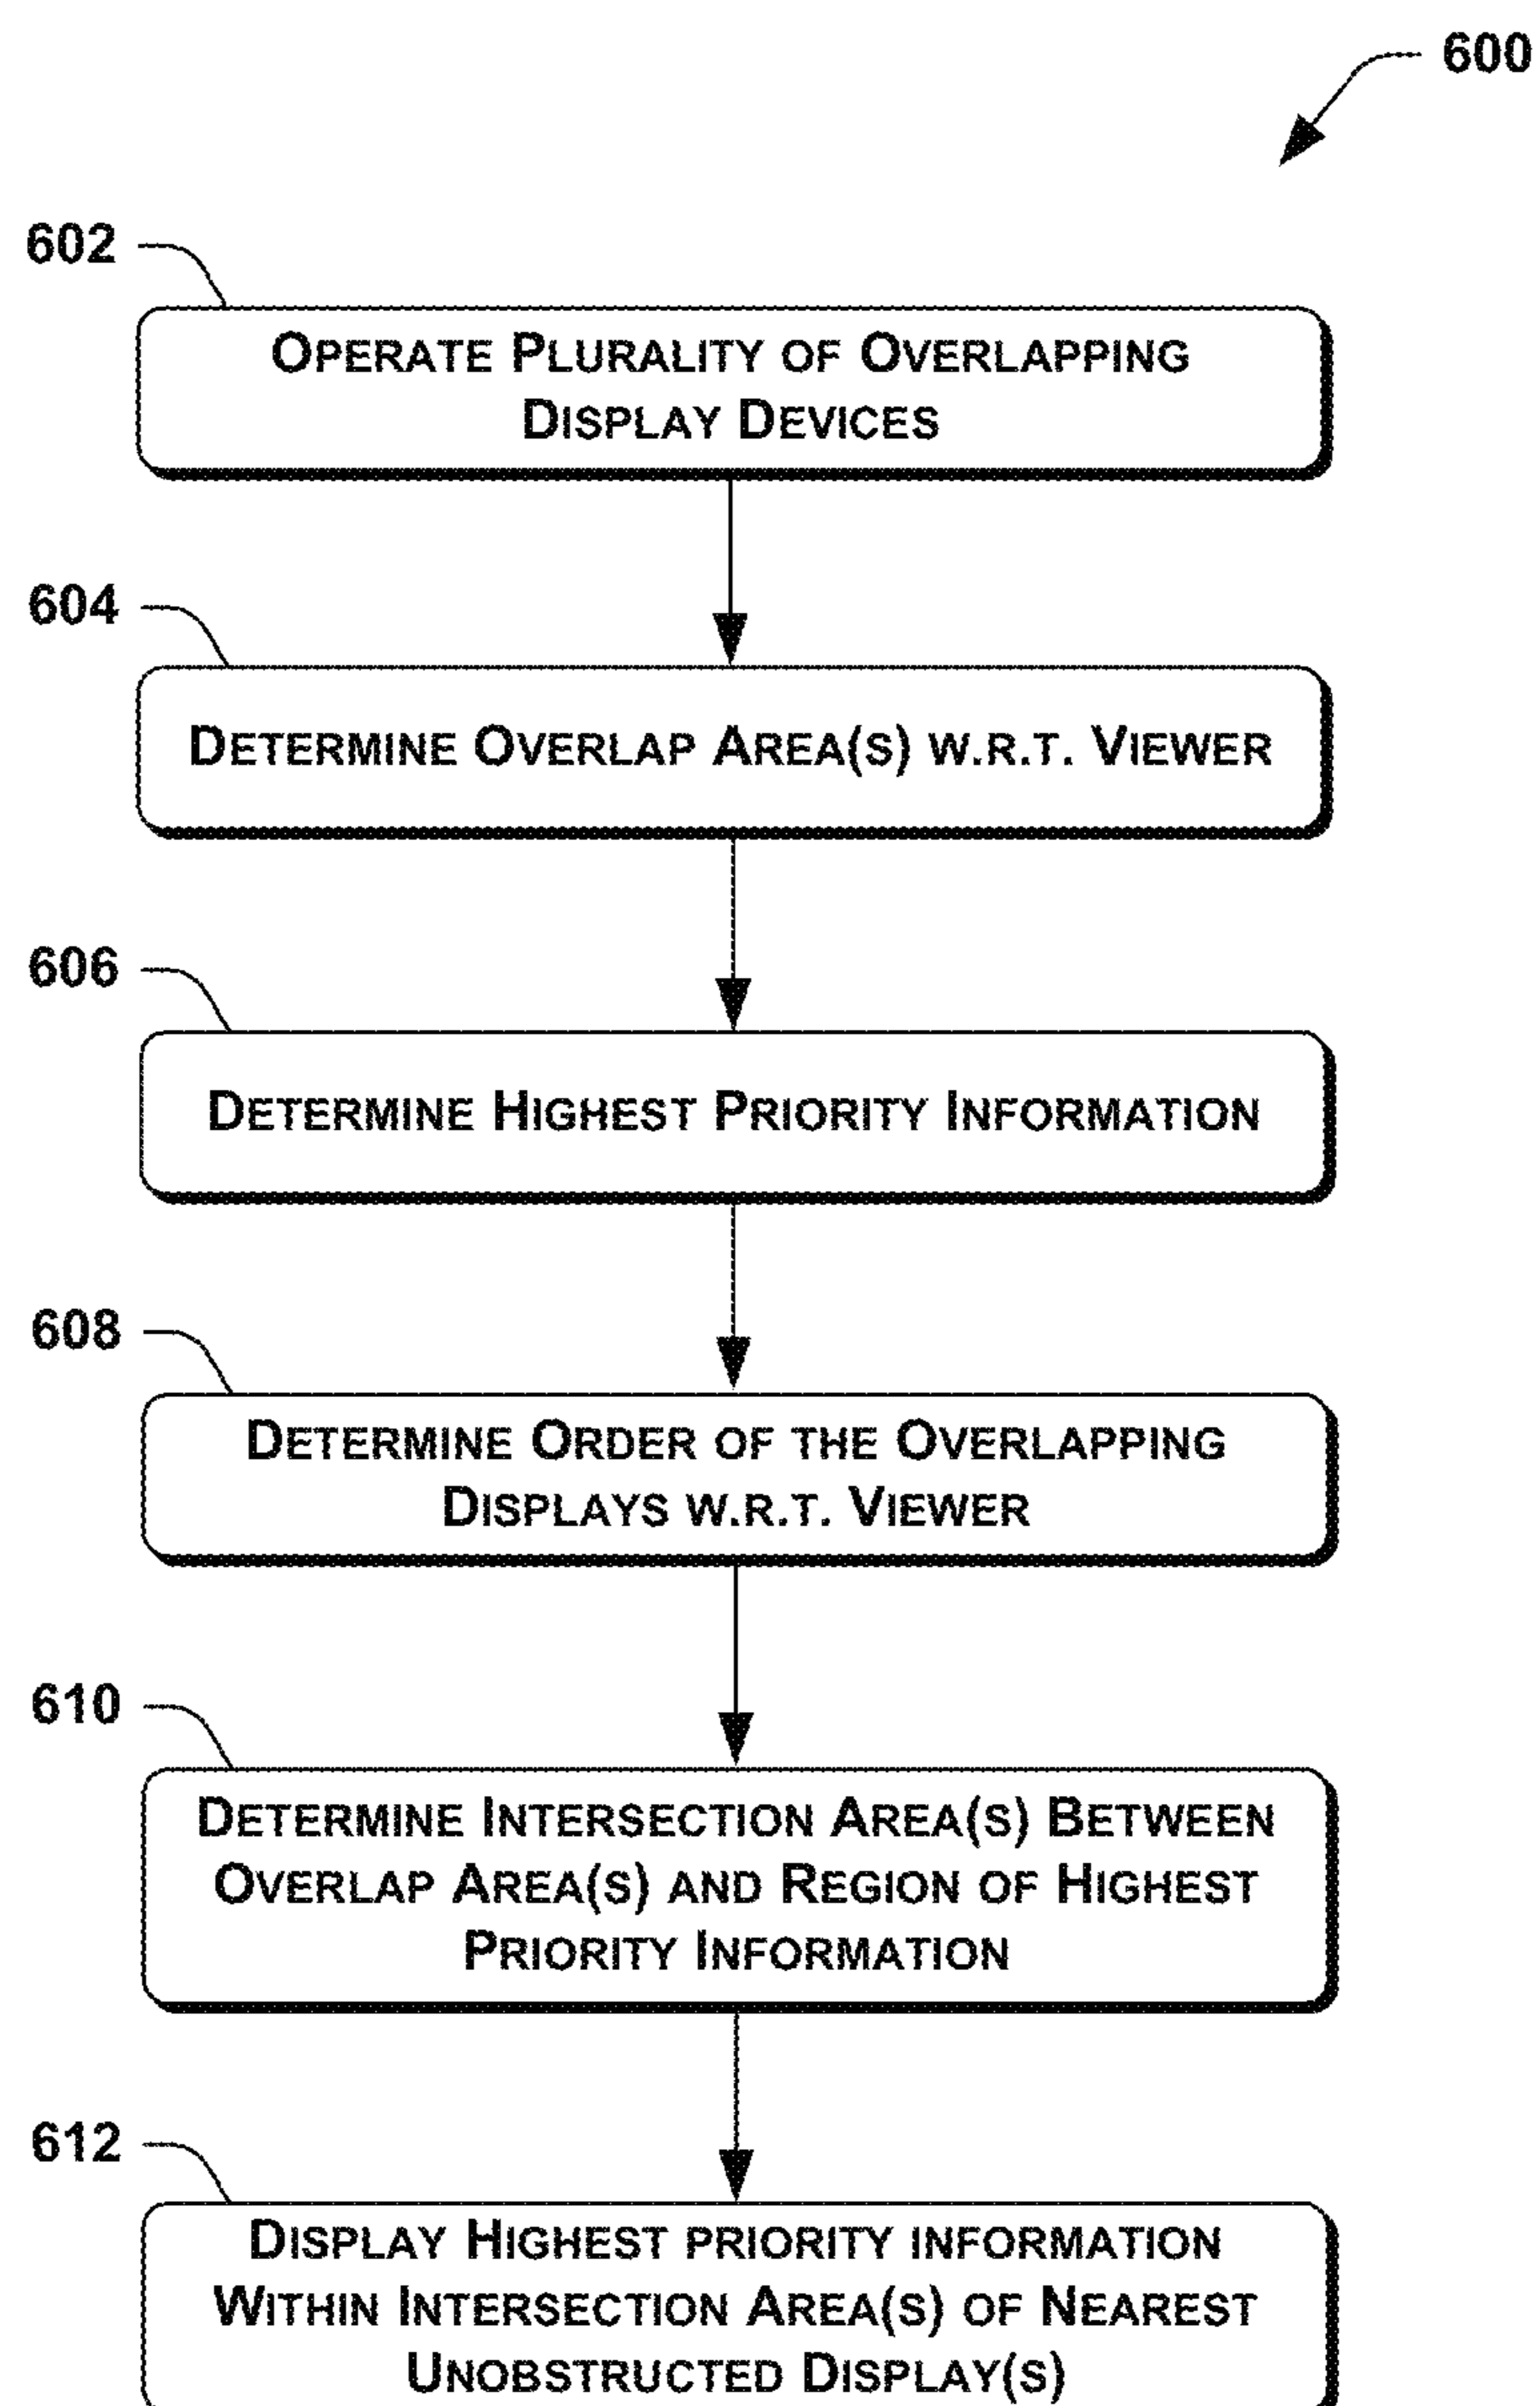 600
602
OPERATE PLURALITY OF OVERLAPPING
DISPLAY DEVICES
604
DETERMINE OVERLAP AREA(S) W.R.T. VIEWER
606
DETERMINE HIGHEST PRIORITY INFORMATION
608
DETERMINE ORDER OF THE OVERLAPPING
DISPLAYS W.R.T. VIEWER
610
DETERMINE INTERSECTION AREA(S) BETWEEN
OVERLAP AREA(S) AND REGION OF HIGHEST
PRIORITY INFORMATION
612
DISPLAY HIGHEST PRIORITY INFORMATION
WITHIN INTERSECTION AREA(S) OF NEAREST
UNOBSTRUCTED DISPLAY(S)